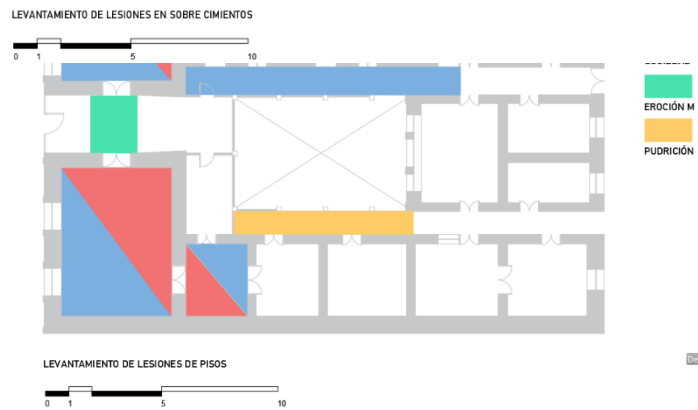 LEVANTAMIENTO DE LESIONES EN SOBRE CIMIENTOS
0 1 5 10
EROCIÓN M
PUDRICIÓN
LEVANTAMIENTO DE LESIONES DE PISOS
De
0 1 5 10